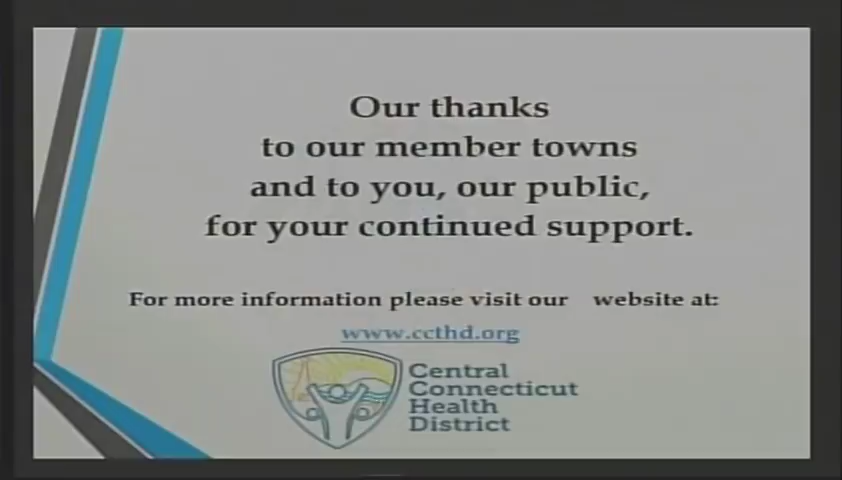 Our thanks
to our member towns
and to you, our public,
for your continued support.
For more information please visit our website at:
www.ccthd.org
Central
Connecticut
Health
District